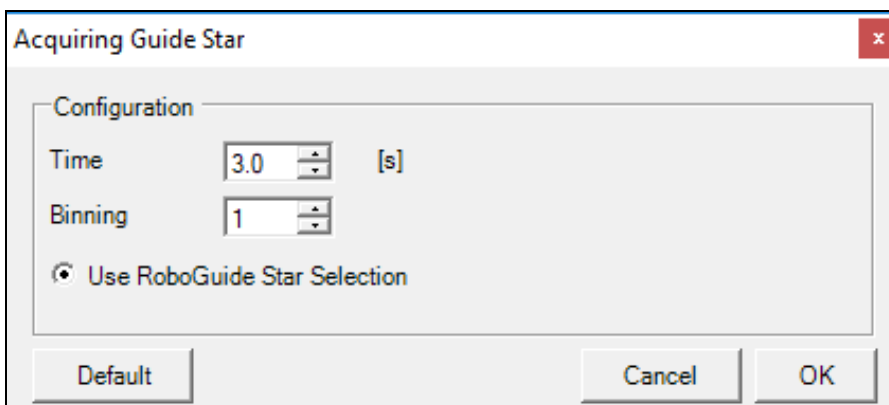 Acquiring Guide Star
x
Configuration
Time 3.0 [s]
Binning 1
Use RoboGuide Star Selection
Default Cancel OK